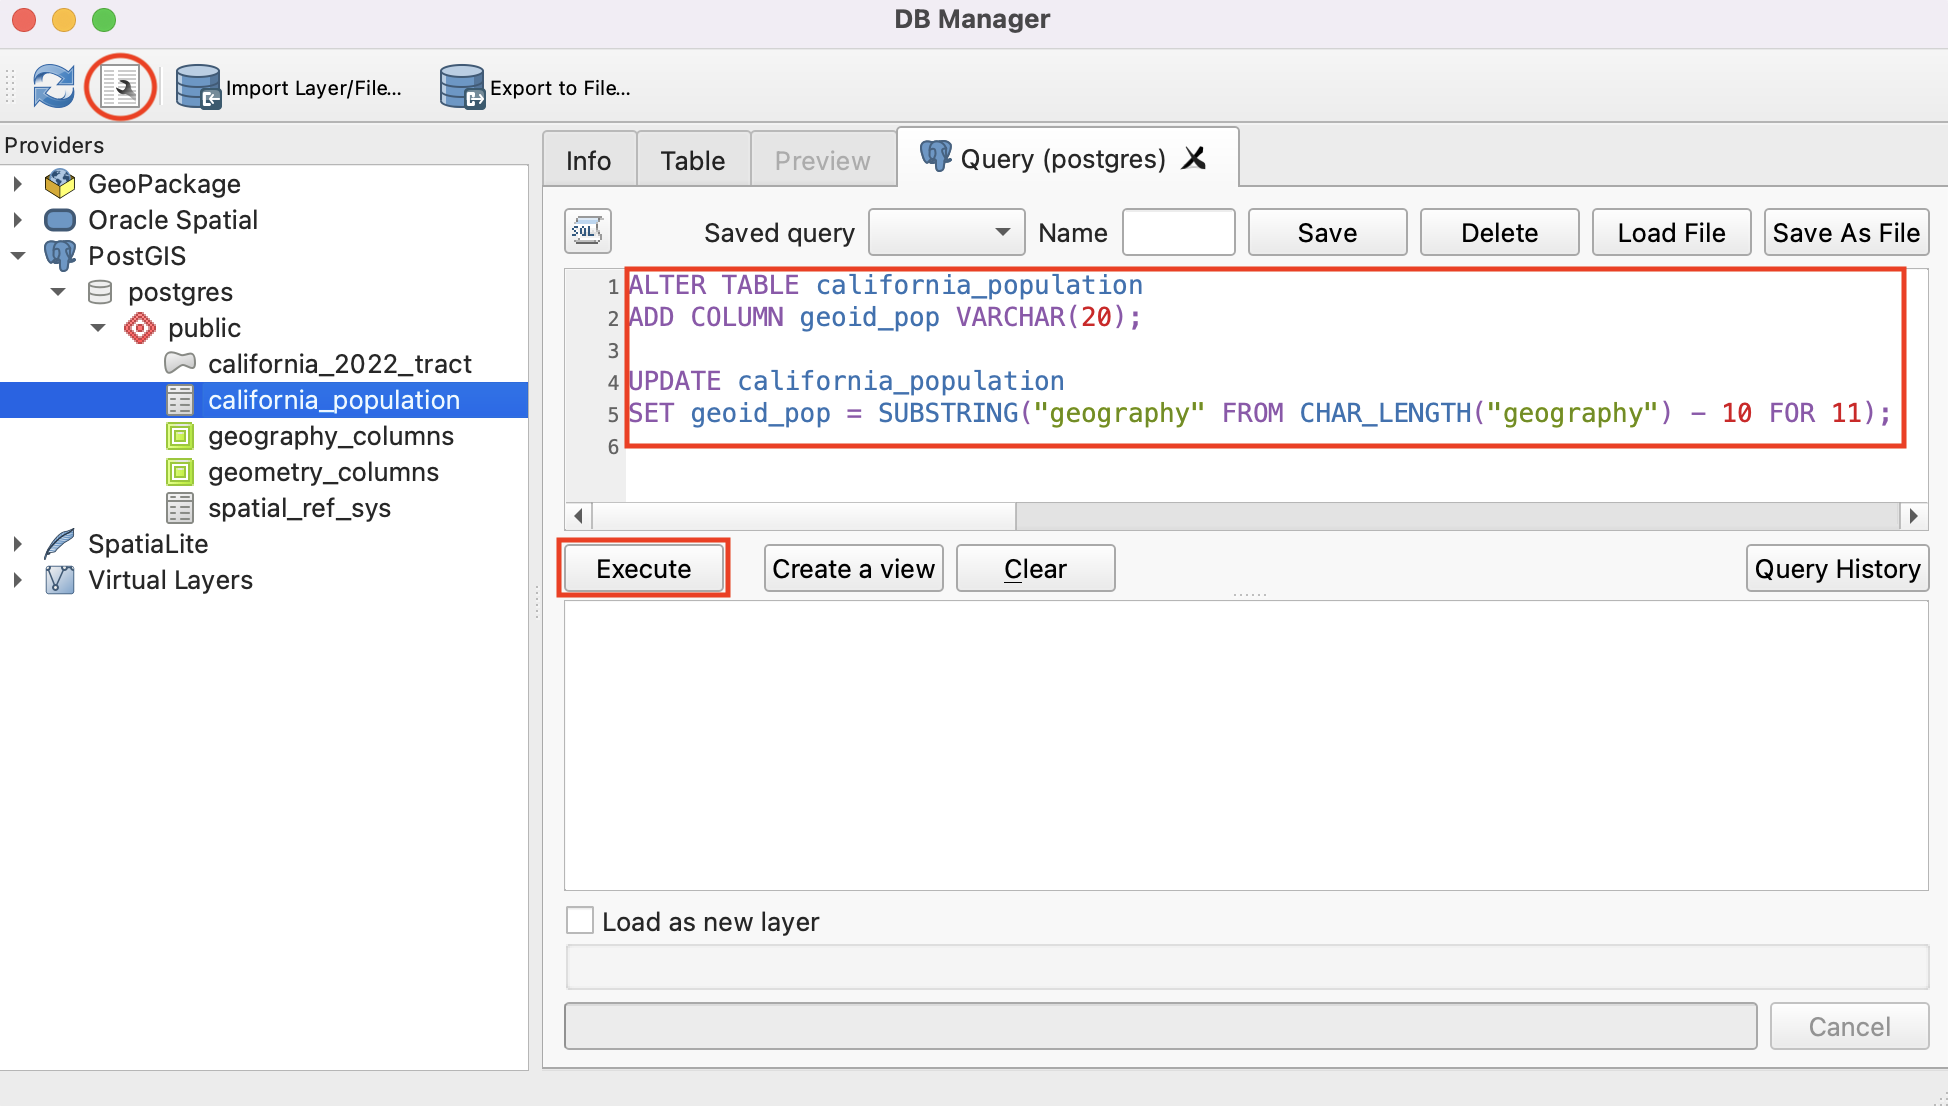 DB Manager
Import Layer/File... Export to File...
Providers
GeoPackage
Oracle Spatial
PostGIS
postgres
public
california_2022_tract
california_population
geography_columns
geometry_columns
spatial_ref_sys
SpatiaLite
Virtual Layers
Info Table Preview Query (postgres)
SQL Saved query Name Save Delete Load File Save As File
1 ALTER TABLE california_population
2 ADD COLUMN geoid_pop VARCHAR(20);
3
4 UPDATE california_population
5 SET geoid_pop = SUBSTRING("geography" FROM CHAR_LENGTH("geography") - 10 FOR 11);
6
Execute Create a view Clear Query History
Load as new layer
Cancel